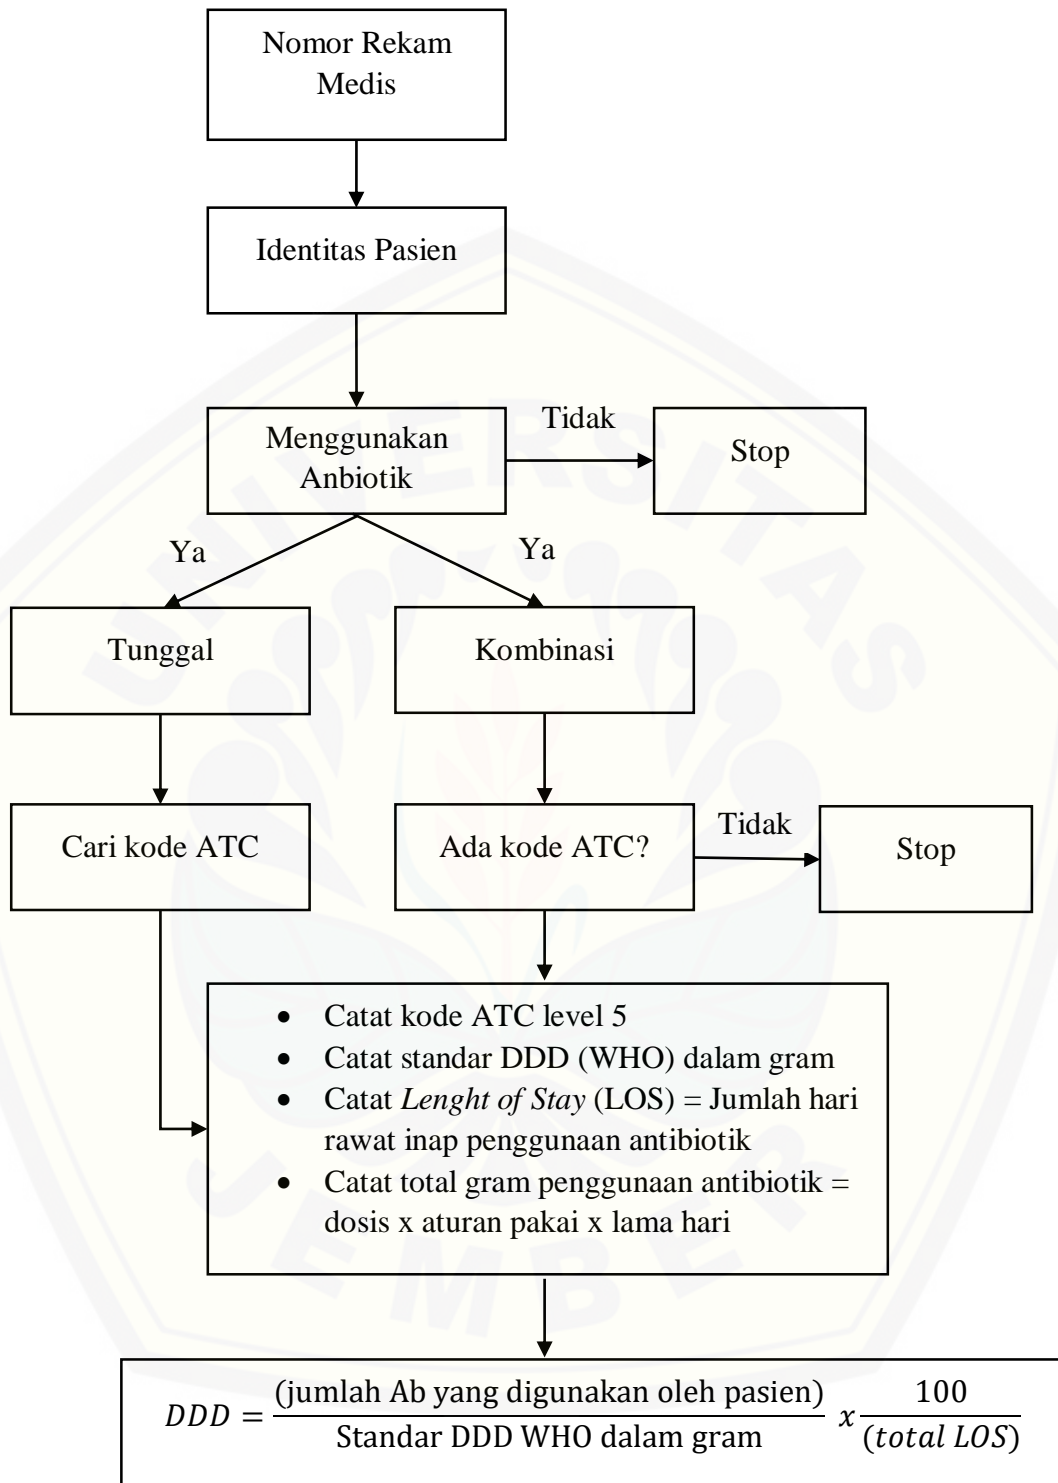 Nomor Rekam
Medis
Identitas Pasien
Menggunakan
Anbiotik
Tidak
Stop
Ya
Ya
Tunggal
Kombinasi
Cari kode ATC
Ada kode ATC?
Tidak
Stop
• Catat kode ATC level 5
• Catat standar DDD (WHO) dalam gram
• Catat Lenght of Stay (LOS) = Jumlah hari
rawat inap penggunaan antibiotik
• Catat total gram penggunaan antibiotik =
dosis x aturan pakai x lama hari
DDD = (jumlah Ab yang digunakan oleh pasien) / Standar DDD WHO dalam gram x 100 / (total LOS)
UNIVERSITAS
JEMBER